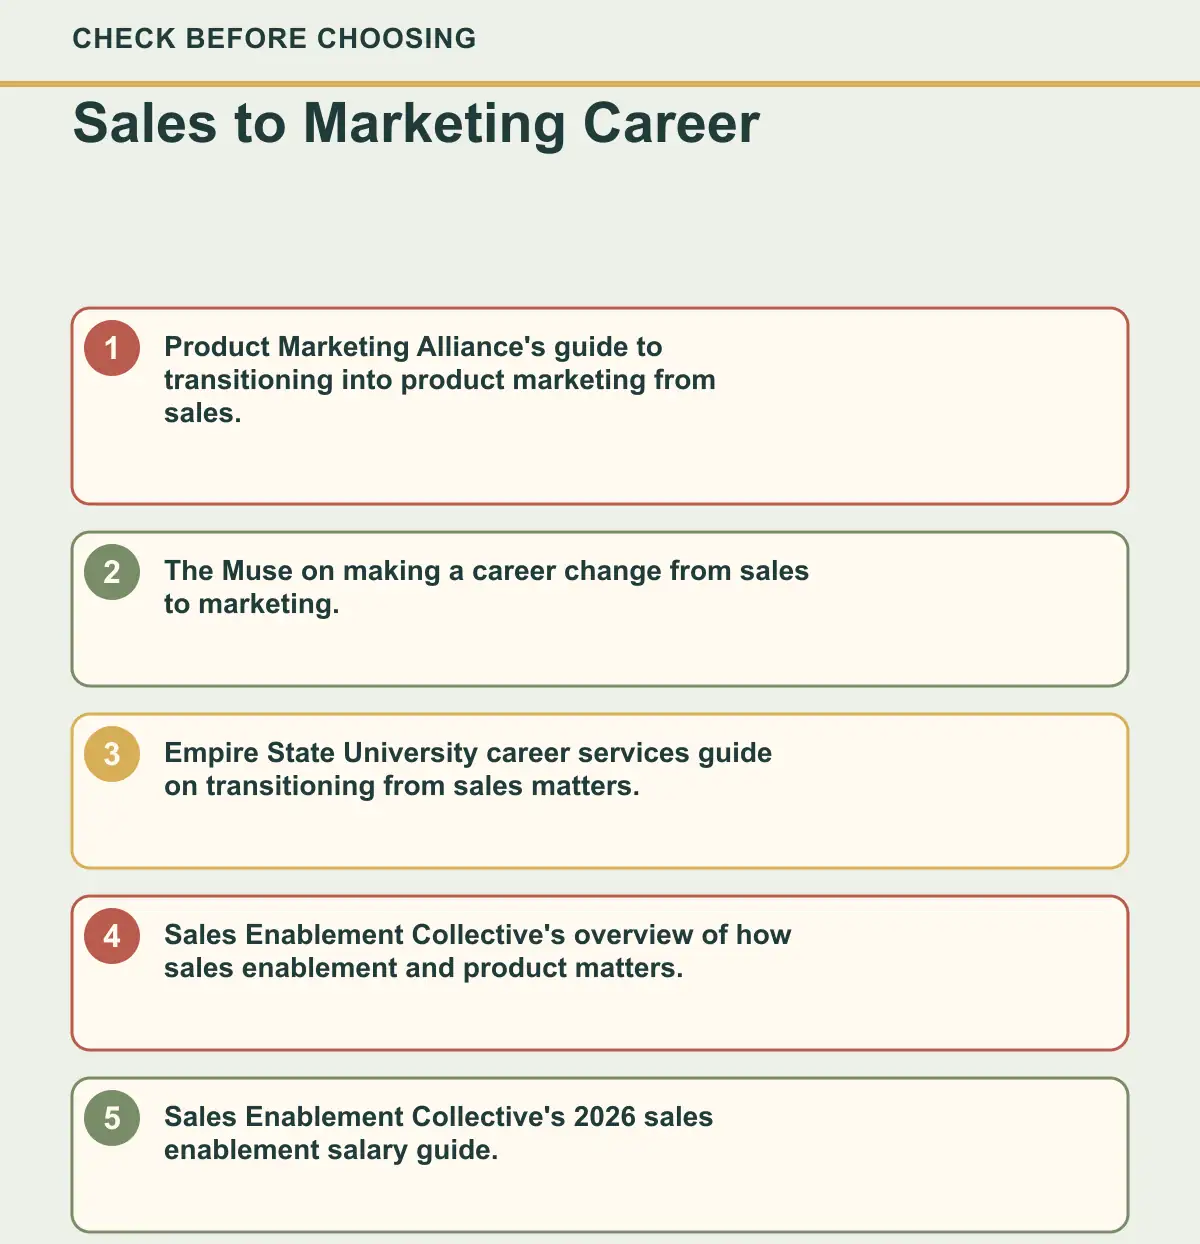 CHECK BEFORE CHOOSING
Sales to Marketing Career
1
Product Marketing Alliance's guide to
transitioning into product marketing from
sales.
2
The Muse on making a career change from sales
to marketing.
3
Empire State University career services guide
on transitioning from sales matters.
4
Sales Enablement Collective's overview of how
sales enablement and product matters.
5
Sales Enablement Collective's 2026 sales
enablement salary guide.